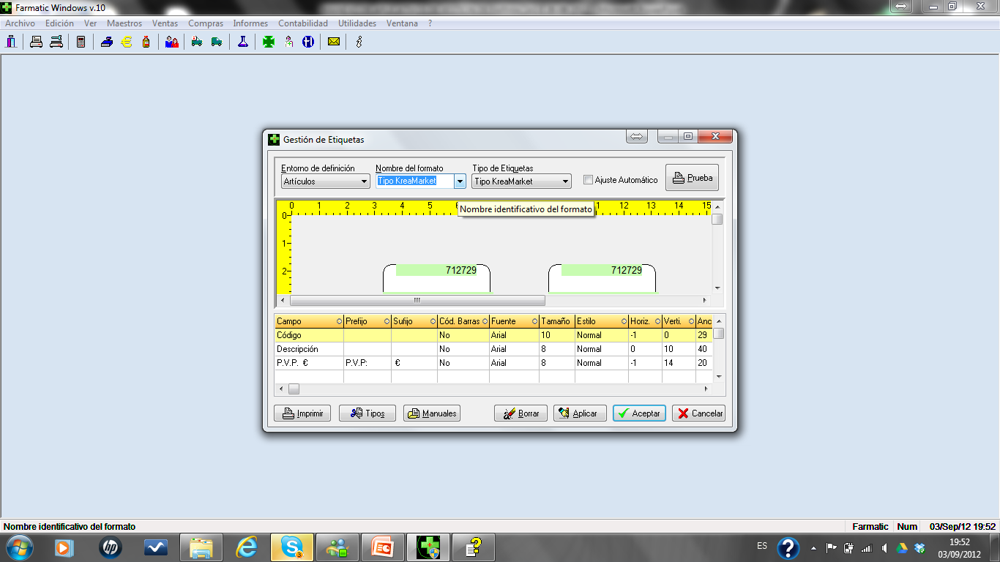 Farmatic Windows v.10
Archivo Edición Ver Maestros Ventas Compras Informes Contabilidad Utilidades Ventana ?
Gestión de Etiquetas
Entorno de definición Nombre del formato Tipo de Etiquetas
Artículos Tipo KreaMarket Tipo KreaMarket Ajuste Automático Prueba
0 1 2 3 4 5 6 1 12 13 14 15
Nombre identificativo del formato
0
1
2
712729 712729
Campo Prefijo Sufijo Cód. Barras Fuente Tamaño Estilo Horiz. Verti. Anc
Código No Arial 10 Normal -1 0 29
Descripción No Arial 8 Normal 0 10 40
P.V.P. € P.V.P: € No Arial 8 Normal -1 14 20
Imprimir Tipos Manuales Borrar Aplicar Aceptar Cancelar
Nombre identificativo del formato Farmatic Num 03/Sep/12 19:52
hp S 3 ES ? 19:52
03/09/2012